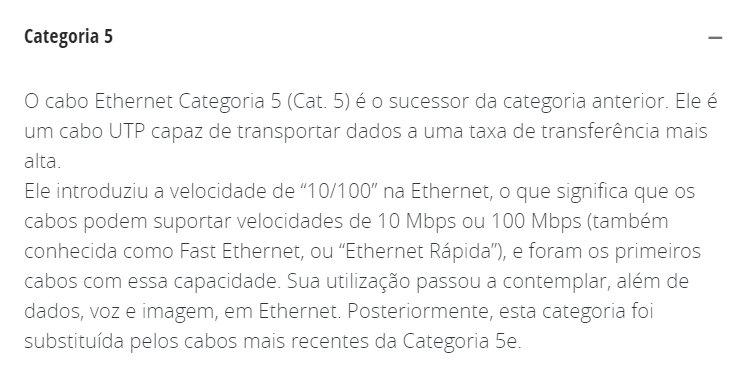 Categoria 5
O cabo Ethernet Categoria 5 (Cat. 5) é o sucessor da categoria anterior. Ele é
um cabo UTP capaz de transportar dados a uma taxa de transferência mais
alta.
Ele introduziu a velocidade de “10/100” na Ethernet, o que significa que os
cabos podem suportar velocidades de 10 Mbps ou 100 Mbps (também
conhecida como Fast Ethernet, ou “Ethernet Rápida”), e foram os primeiros
cabos com essa capacidade. Sua utilização passou a contemplar, além de
dados, voz e imagem, em Ethernet. Posteriormente, esta categoria foi
substituída pelos cabos mais recentes da Categoria 5e.